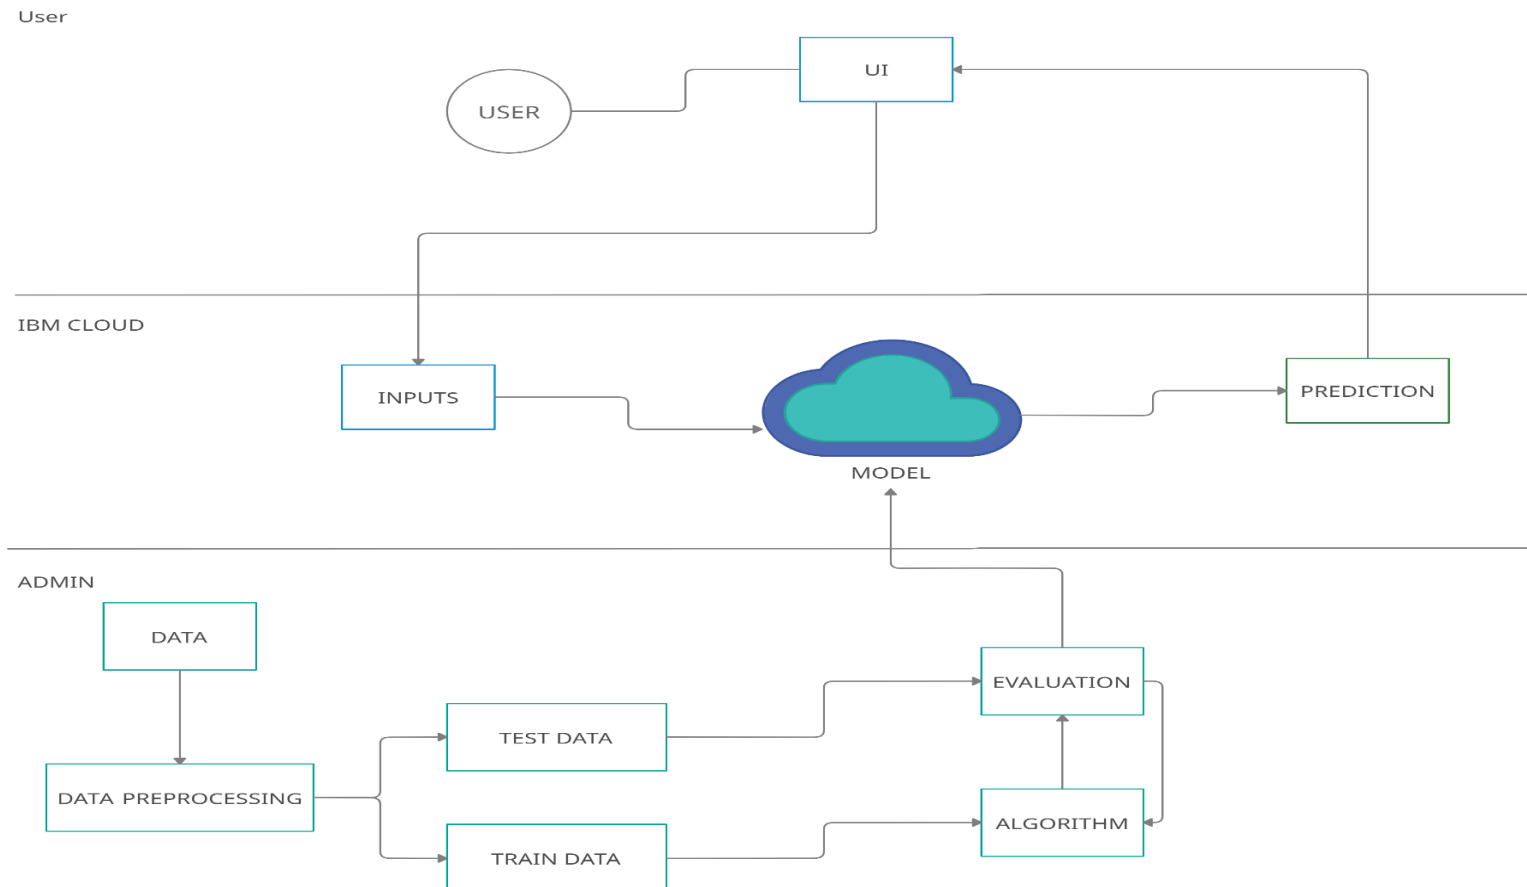 User
UI
USER
IBM CLOUD
INPUTS
PREDICTION
MODEL
ADMIN
DATA
EVALUATION
TEST DATA
DATA PREPROCESSING
ALGORITHM
TRAIN DATA